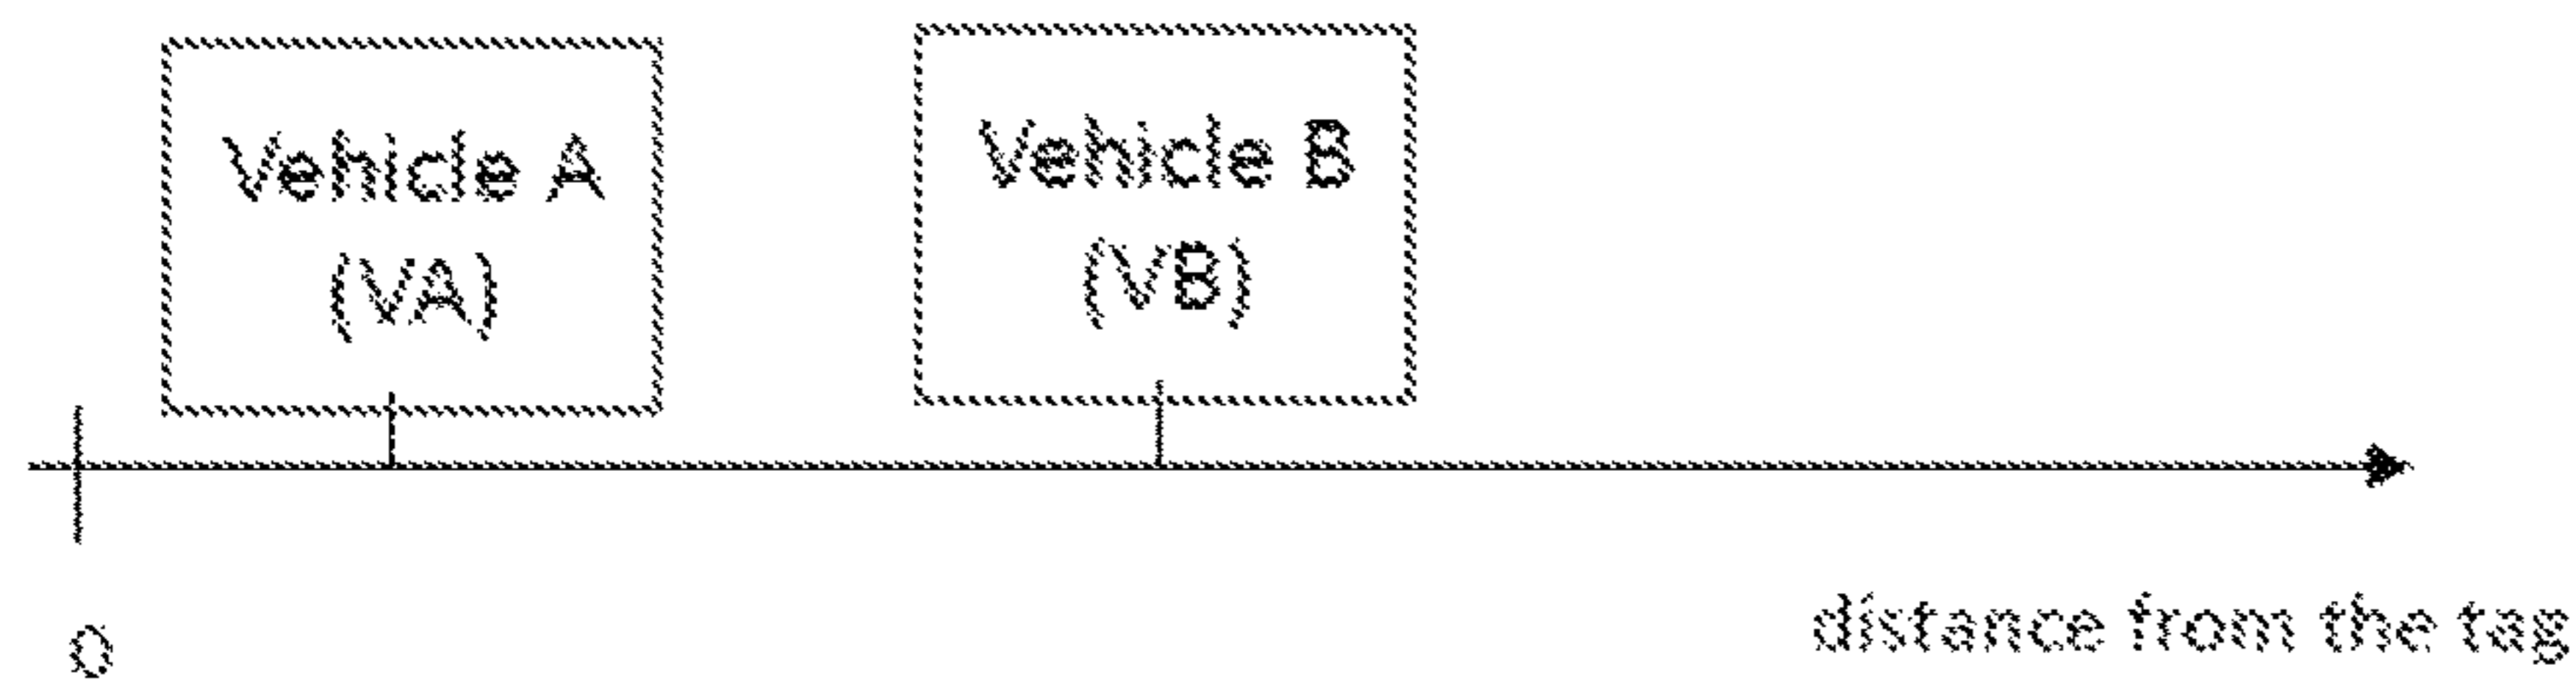 Vehicle A
(VA)
Vehicle B
(VB)
0
distance from the tag